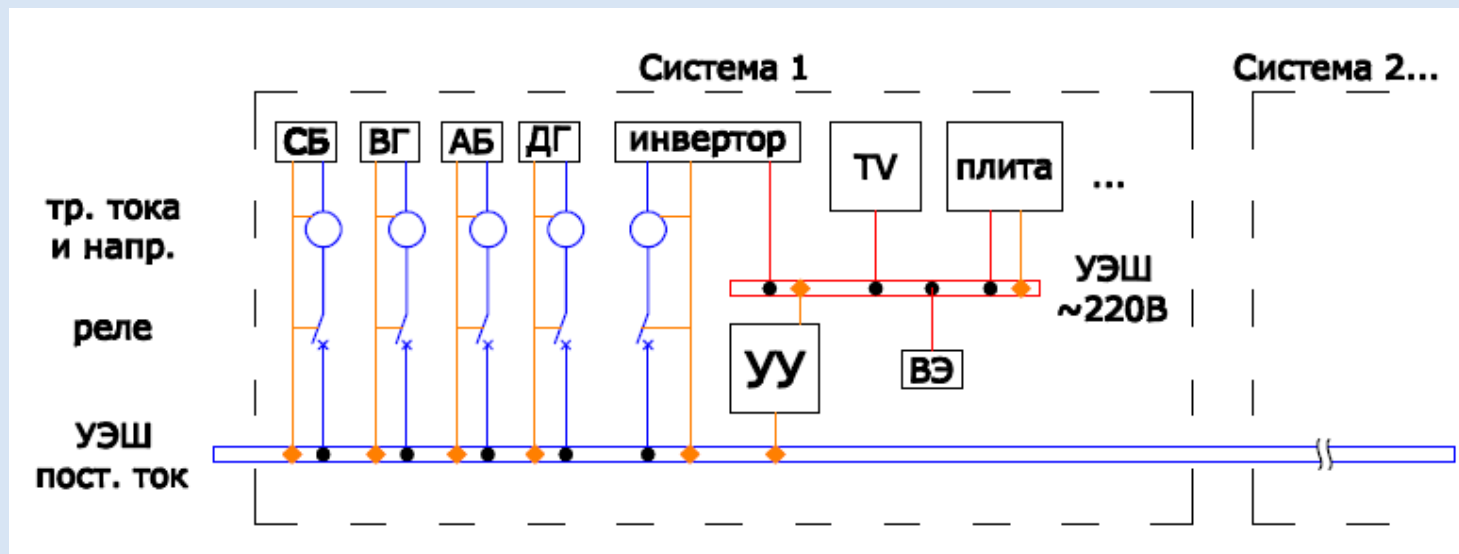 Система 1
Система 2...
СБ
ВГ
АБ
ДГ
инвертор
TV
плита
...
тр. тока
и напр.
реле
УЭШ
~220В
УУ
ВЭ
УЭШ
пост. ток